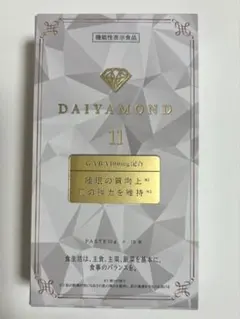 機能性表示食品
DAIYAMOND
11
GABA100mg配合
睡眠の質向上
肌の弾力を維持
食生活は、主食、主菜、副菜を基本に、
食事のバランスを。